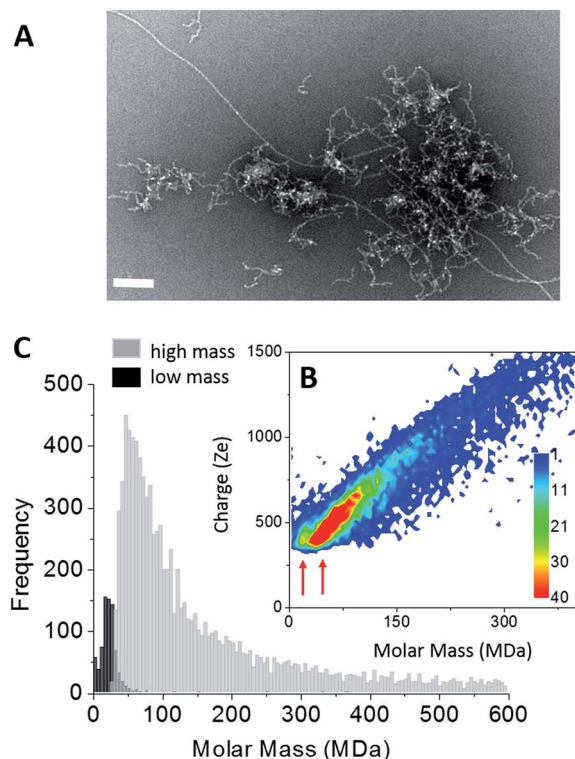 A
C
high mass
low mass
B
500
400
300
200
100
0
Frequency
0 100 200 300 400 500 600
Molar Mass (MDa)
1500
1000
500
0
Charge (Ze)
0 150 300
Molar Mass (MDa)
1
11
21
30
40